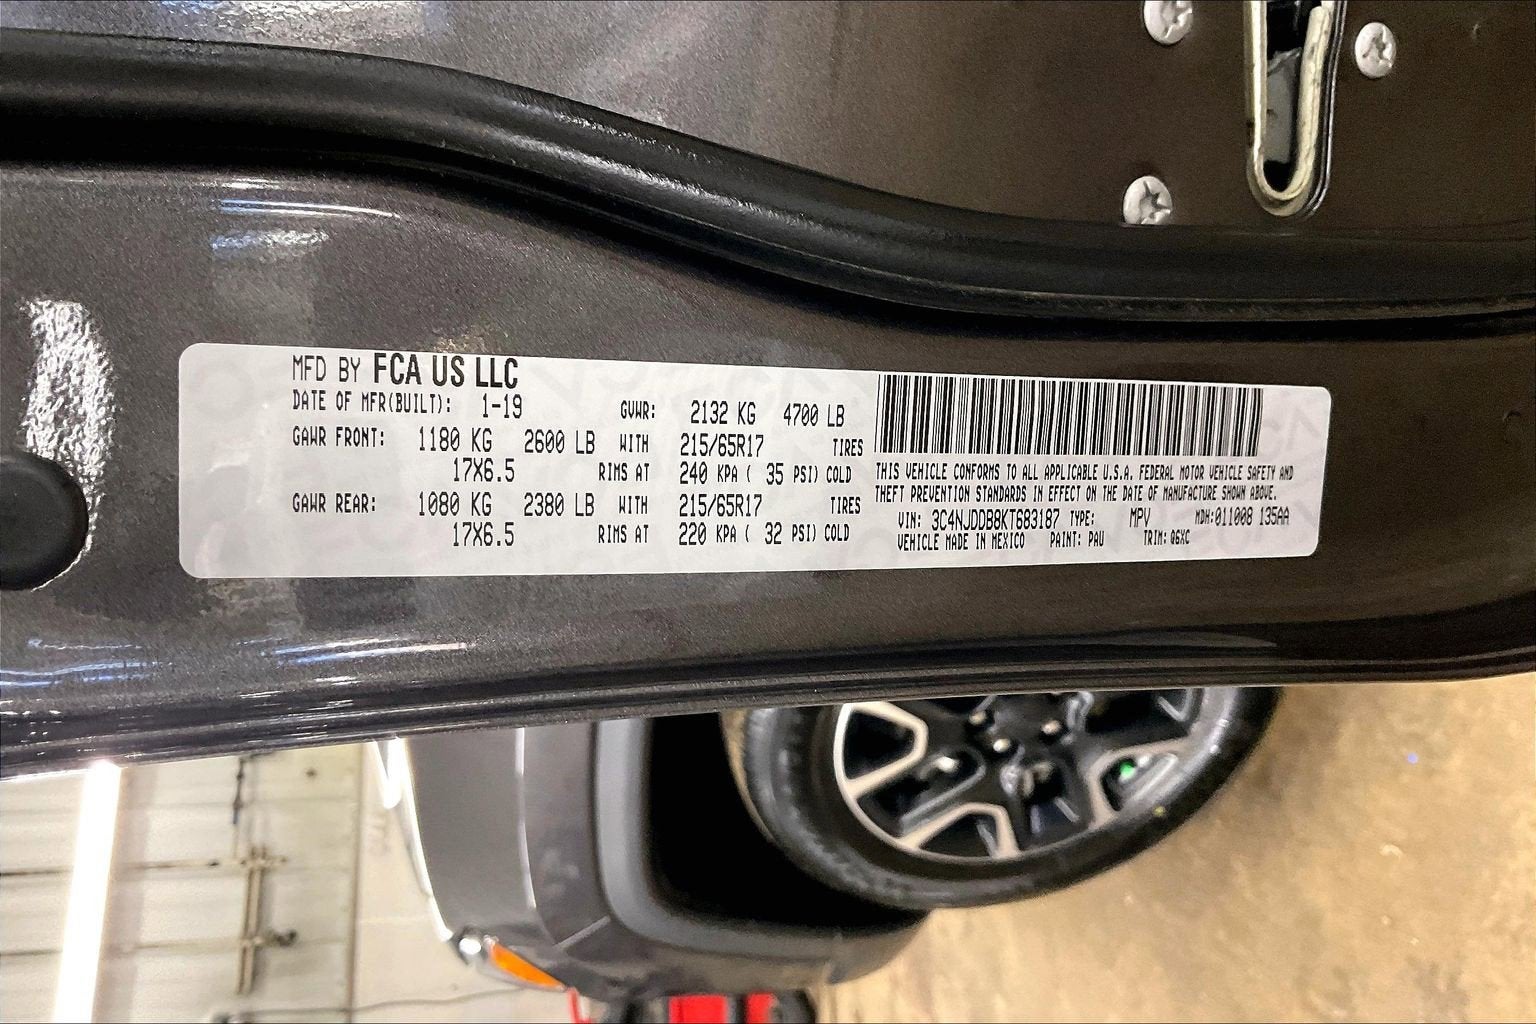 MFD BY FCA US LLC
DATE OF MFR(BUILT): 1-19 GVWR: 2132 KG 4700 LB
GAWR FRONT: 1180 KG 2600 LB WITH 215/65R17 TIRES
17X6.5 RIMS AT 240 KPA ( 35 PSI) COLD
GAWR REAR: 1080 KG 2380 LB WITH 215/65R17 TIRES
17X6.5 RIMS AT 220 KPA ( 32 PSI) COLD
THIS VEHICLE CONFORMS TO ALL APPLICABLE U.S.A. FEDERAL MOTOR VEHICLE SAFETY AND
THEFT PREVENTION STANDARDS IN EFFECT ON THE DATE OF MANUFACTURE SHOWN ABOVE.
VIN: 3C4NJDDB8KT683187 TYPE: MPV MDH:011008 135AA
VEHICLE MADE IN MEXICO PAINT: PAU TRIM: Q6XC